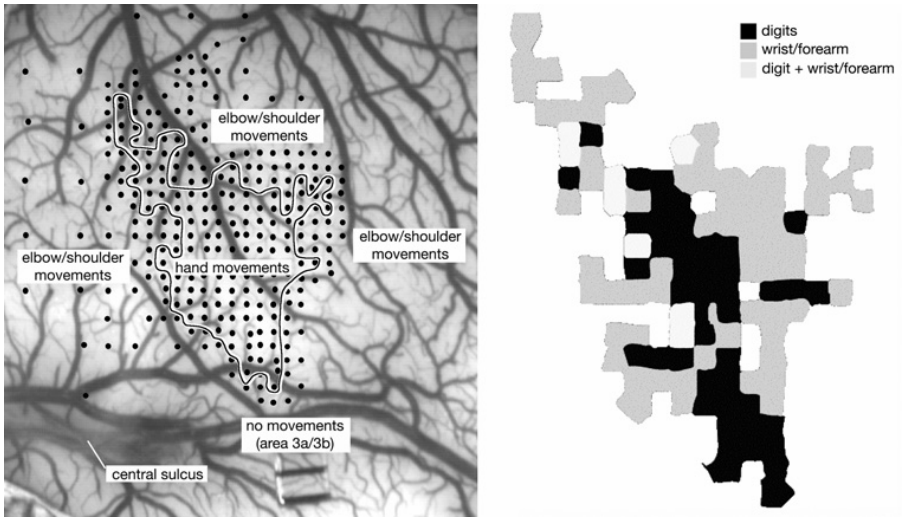 elbow/shoulder
movements
elbow/shoulder
movements
elbow/shoulder
movements
hand movements
no movements
(area 3a/3b)
central sulcus
digits
wrist/forearm
digit + wrist/forearm